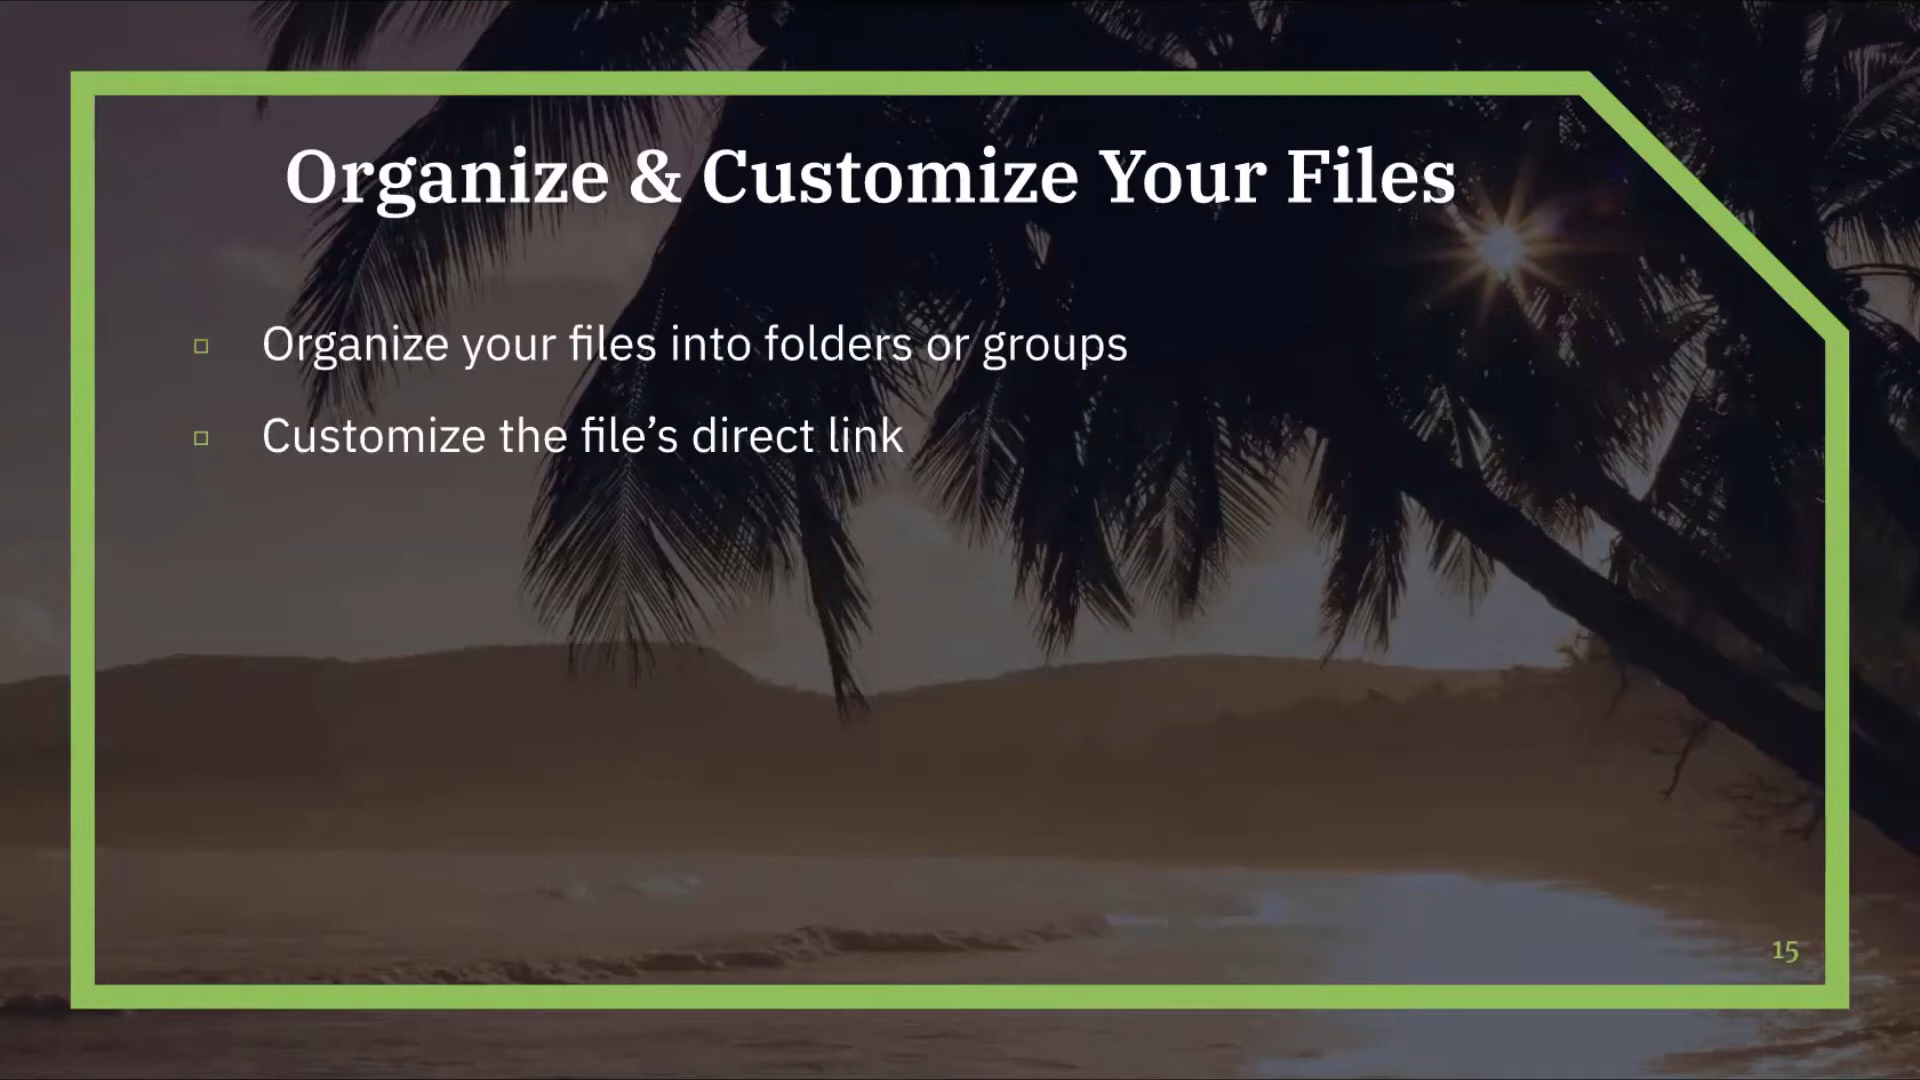 Organize & Customize Your Files
Organize your files into folders or groups
Customize the file’s direct link
15